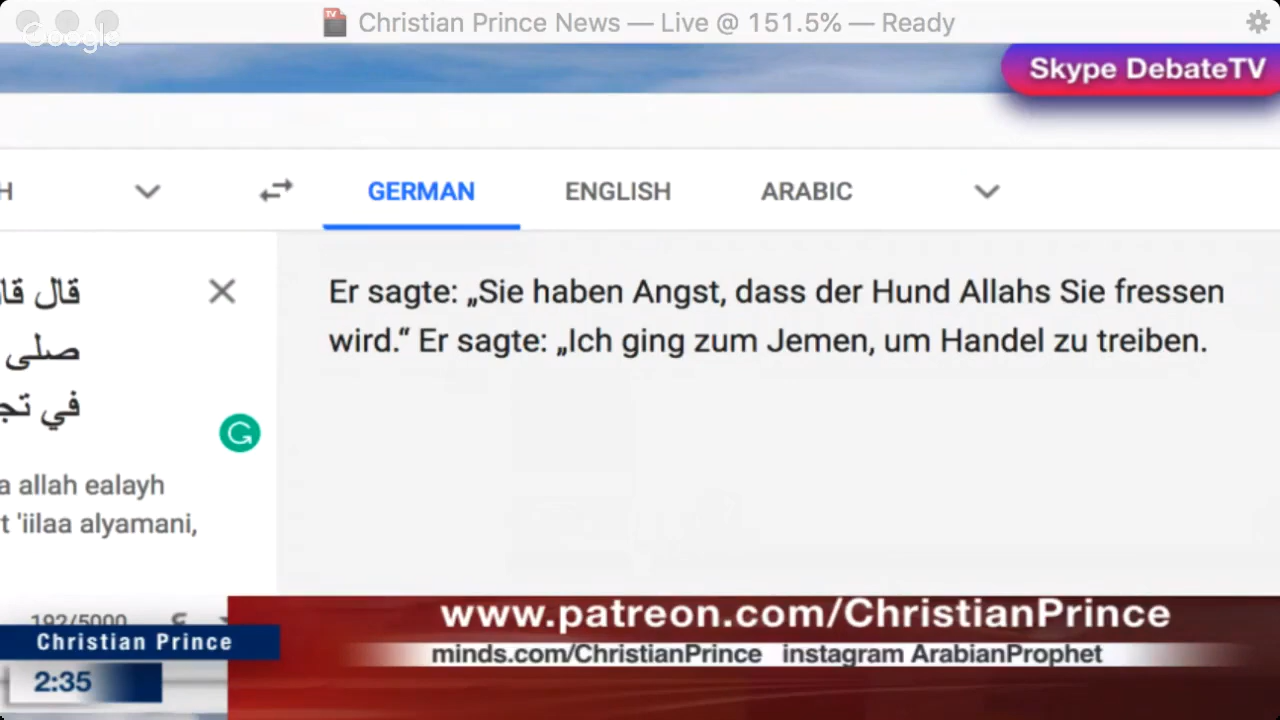 Christian Prince News — Live @ 151.5% — Ready
Google
Skype DebateTV
H
GERMAN
ENGLISH
ARABIC
قال
صلى
في
Er sagte: „Sie haben Angst, dass der Hund Allahs Sie fressen
wird.“ Er sagte: „Ich ging zum Jemen, um Handel zu treiben.
a allah ealayh
t 'iilaa alyamani,
192/5000
www.patreon.com/ChristianPrince
Christian Prince
minds.com/ChristianPrince instagram ArabianProphet
2:35